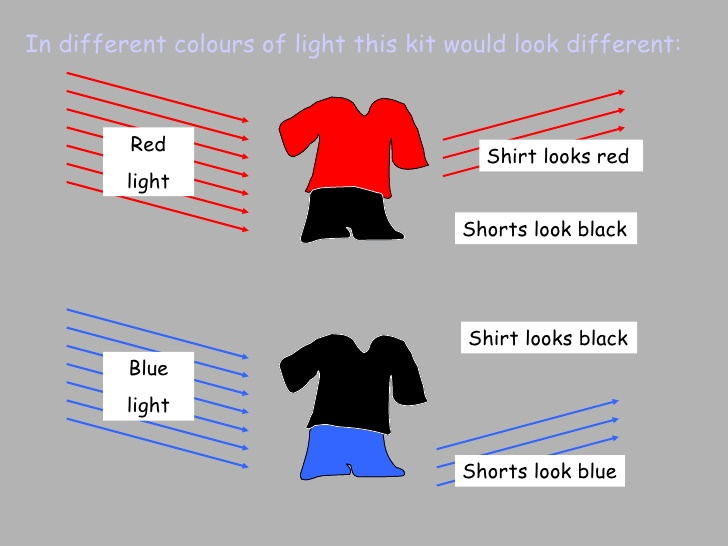 In different colours of light this kit would look different:
Red
light
Shirt looks red
Shorts look black
Shirt looks black
Blue
light
Shorts look blue